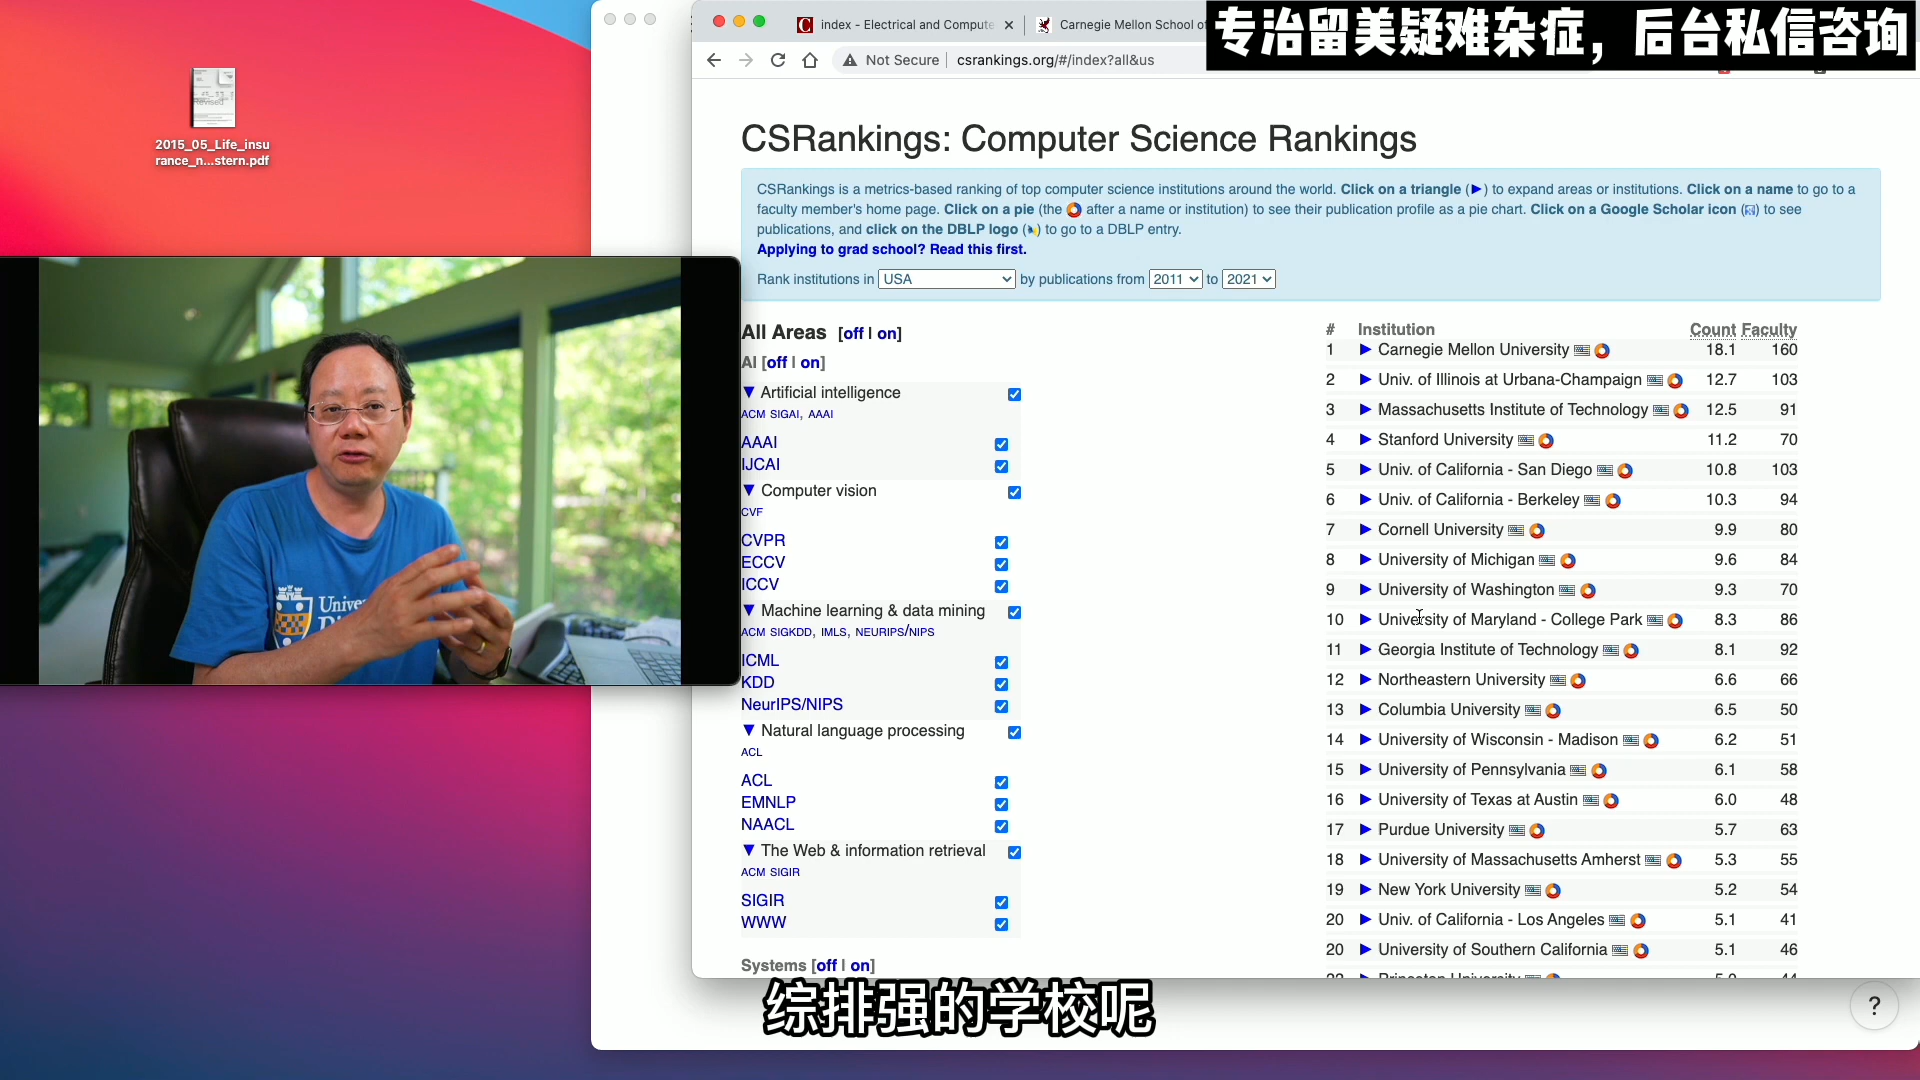 专治留美疑难杂症，后台私信咨询
index - Electrical and Compute
Carnegie Mellon School of
Not Secure
csrankings.org/#/index?all&us
2015_05_Life_insu
rance_n...stern.pdf
Revised
CSRankings: Computer Science Rankings
CSRankings is a metrics-based ranking of top computer science institutions around the world. Click on a triangle (▶) to expand areas or institutions. Click on a name to go to a
faculty member's home page. Click on a pie (the after a name or institution) to see their publication profile as a pie chart. Click on a Google Scholar icon () to see
publications, and click on the DBLP logo () to go to a DBLP entry.
Applying to grad school? Read this first.
Rank institutions in USA by publications from 2011 to 2021
All Areas [off | on]
AI [off | on]
▼ Artificial intelligence
ACM SIGAI, AAAI
AAAI
IJCAI
▼ Computer vision
CVF
CVPR
ECCV
ICCV
▼ Machine learning & data mining
ACM SIGKDD, IMLS, NEURIPS/NIPS
ICML
KDD
NeurIPS/NIPS
▼ Natural language processing
ACL
ACL
EMNLP
NAACL
▼ The Web & information retrieval
ACM SIGIR
SIGIR
WWW
Systems [off | on]
# Institution Count Faculty
1 ▶ Carnegie Mellon University 18.1 160
2 ▶ Univ. of Illinois at Urbana-Champaign 12.7 103
3 ▶ Massachusetts Institute of Technology 12.5 91
4 ▶ Stanford University 11.2 70
5 ▶ Univ. of California - San Diego 10.8 103
6 ▶ Univ. of California - Berkeley 10.3 94
7 ▶ Cornell University 9.9 80
8 ▶ University of Michigan 9.6 84
9 ▶ University of Washington 9.3 70
10 ▶ University of Maryland - College Park 8.3 86
11 ▶ Georgia Institute of Technology 8.1 92
12 ▶ Northeastern University 6.6 66
13 ▶ Columbia University 6.5 50
14 ▶ University of Wisconsin - Madison 6.2 51
15 ▶ University of Pennsylvania 6.1 58
16 ▶ University of Texas at Austin 6.0 48
17 ▶ Purdue University 5.7 63
18 ▶ University of Massachusetts Amherst 5.3 55
19 ▶ New York University 5.2 54
20 ▶ Univ. of California - Los Angeles 5.1 41
20 ▶ University of Southern California 5.1 46
22 ▶ Princeton University 5.0 44
Unive
综排强的学校呢
?